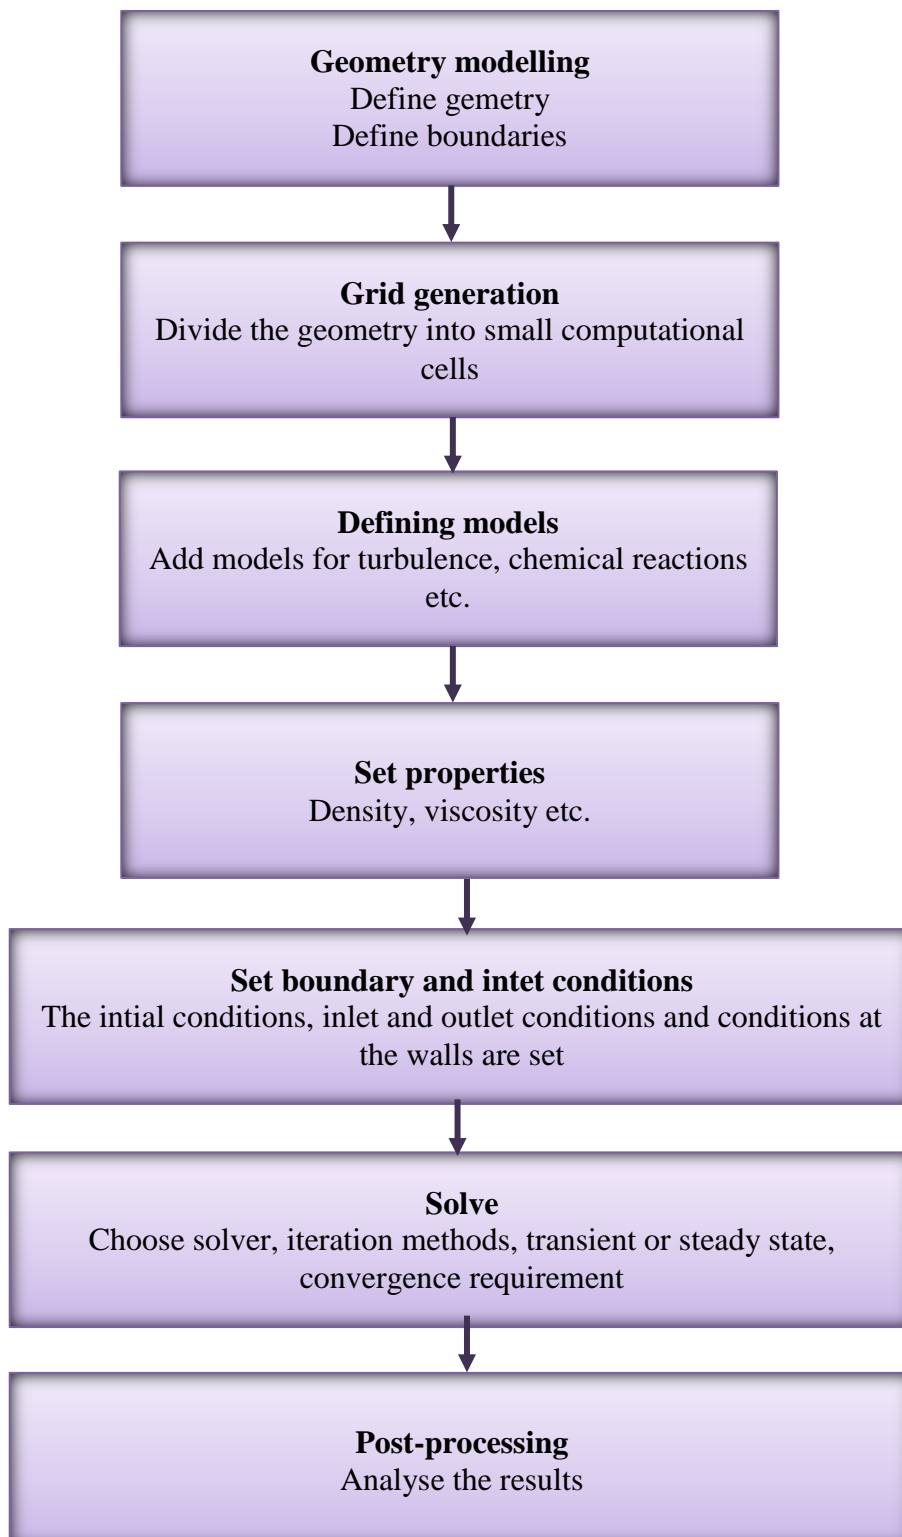 Geometry modelling
Define gemetry
Define boundaries
Grid generation
Divide the geometry into small computational
cells
Defining models
Add models for turbulence, chemical reactions
etc.
Set properties
Density, viscosity etc.
Set boundary and intet conditions
The intial conditions, inlet and outlet conditions and conditions at
the walls are set
Solve
Choose solver, iteration methods, transient or steady state,
convergence requirement
Post-processing
Analyse the results